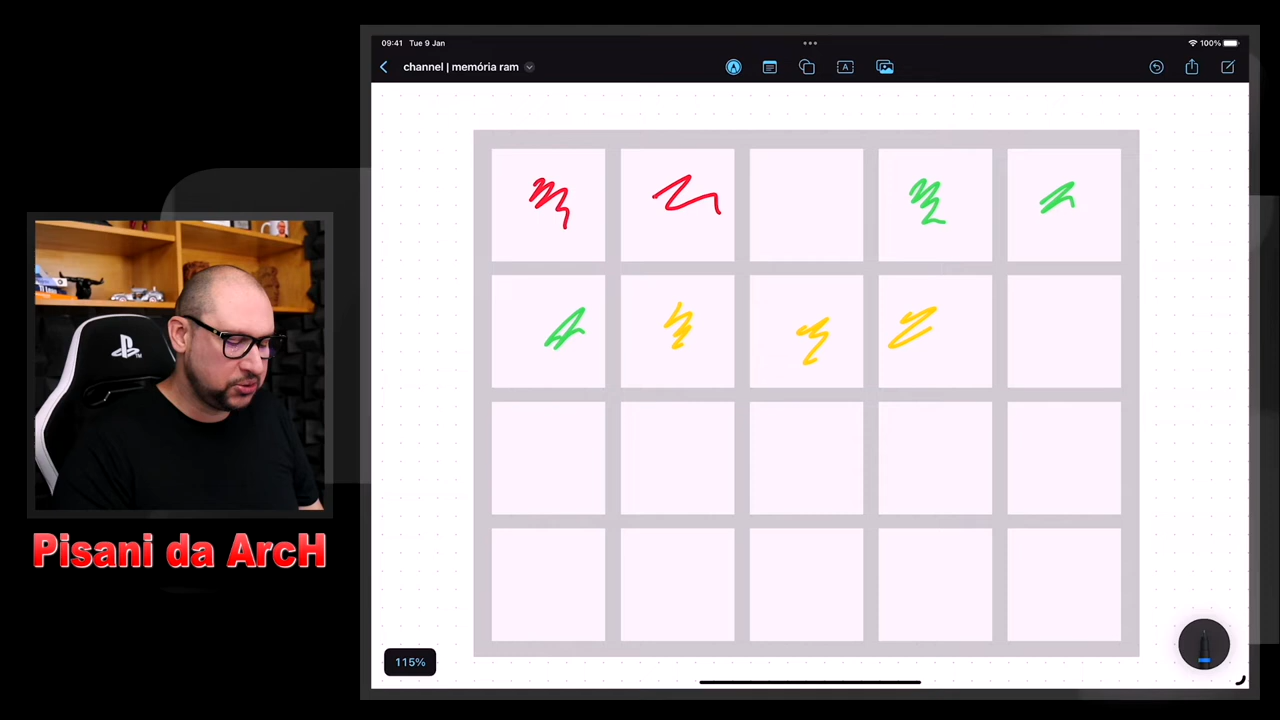 09:41 Tue 9 Jan
100%
channel | memória ram
A
Pisani da ArcH
115%